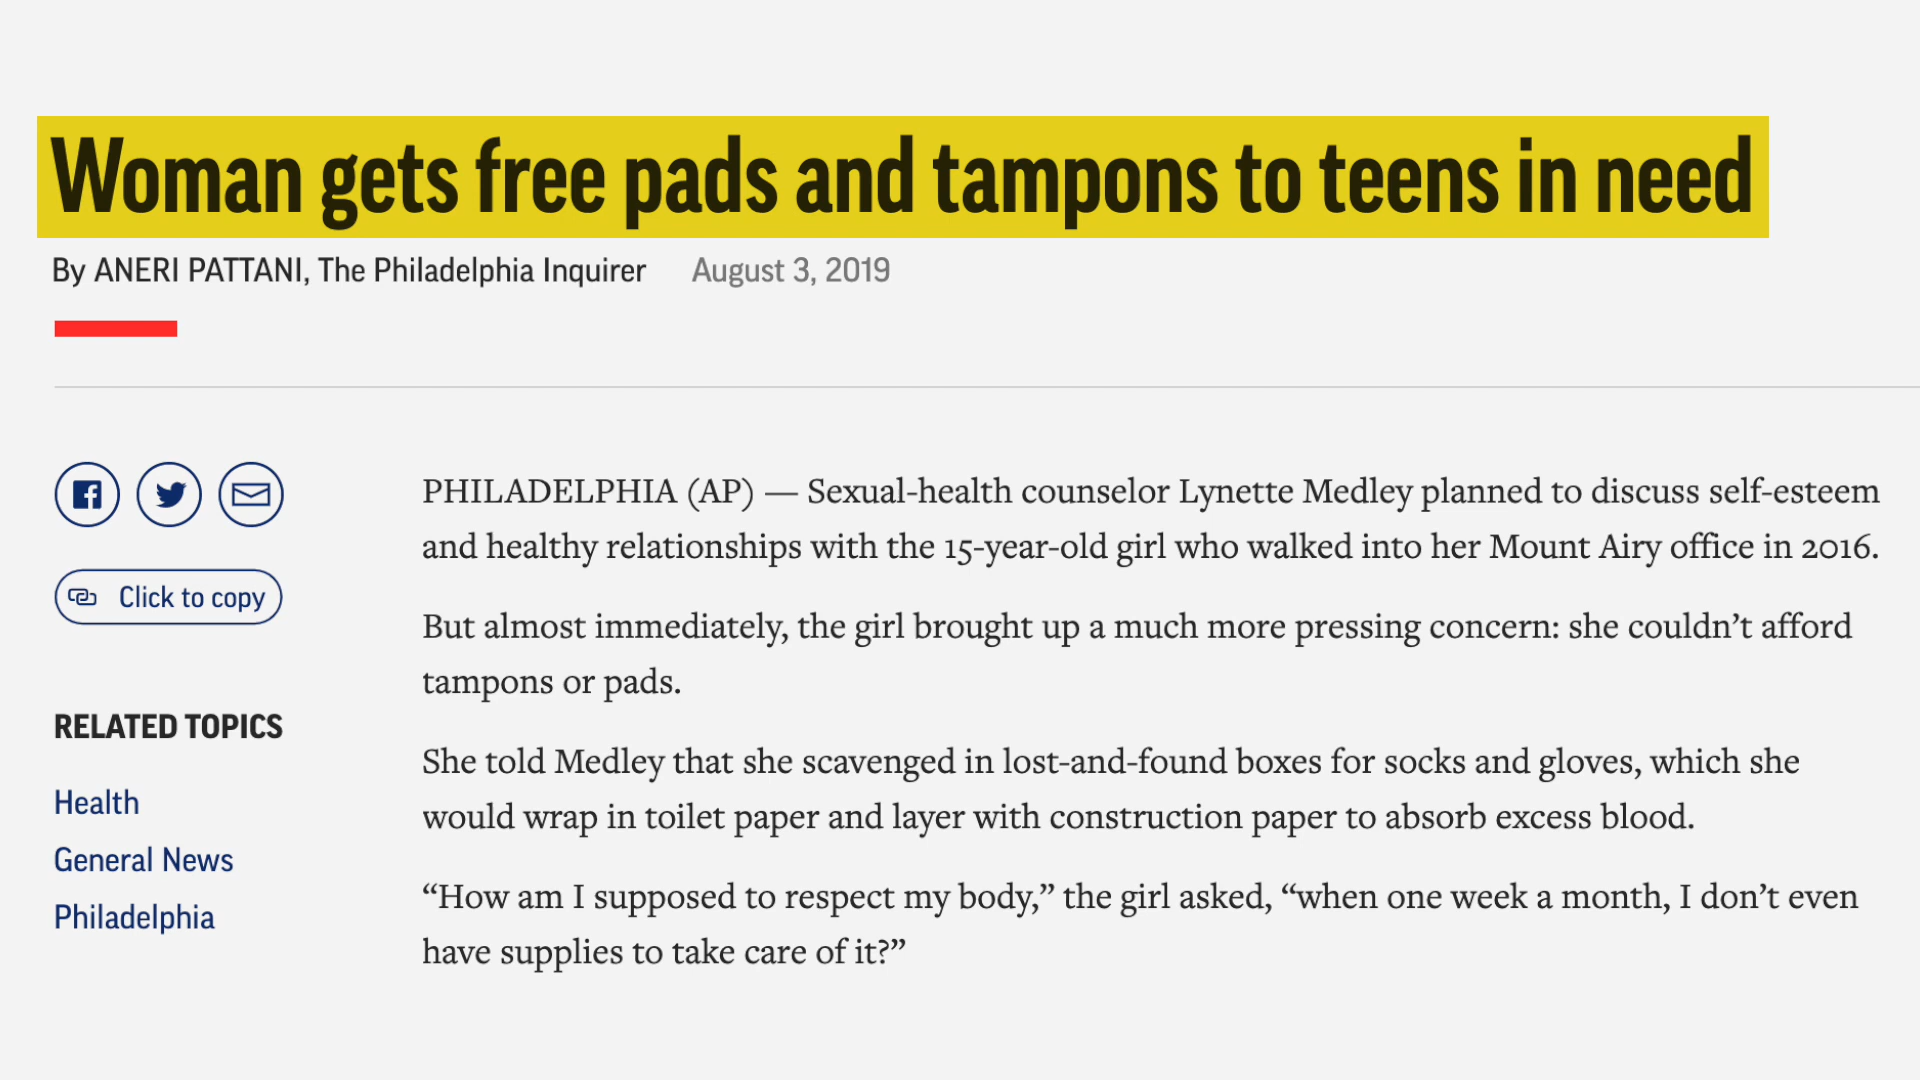 Woman gets free pads and tampons to teens in need
By ANERI PATTANI, The Philadelphia Inquirer August 3, 2019
Click to copy
RELATED TOPICS
Health
General News
Philadelphia
PHILADELPHIA (AP) — Sexual-health counselor Lynette Medley planned to discuss self-esteem
and healthy relationships with the 15-year-old girl who walked into her Mount Airy office in 2016.
But almost immediately, the girl brought up a much more pressing concern: she couldn’t afford
tampons or pads.
She told Medley that she scavenged in lost-and-found boxes for socks and gloves, which she
would wrap in toilet paper and layer with construction paper to absorb excess blood.
“How am I supposed to respect my body,” the girl asked, “when one week a month, I don’t even
have supplies to take care of it?”